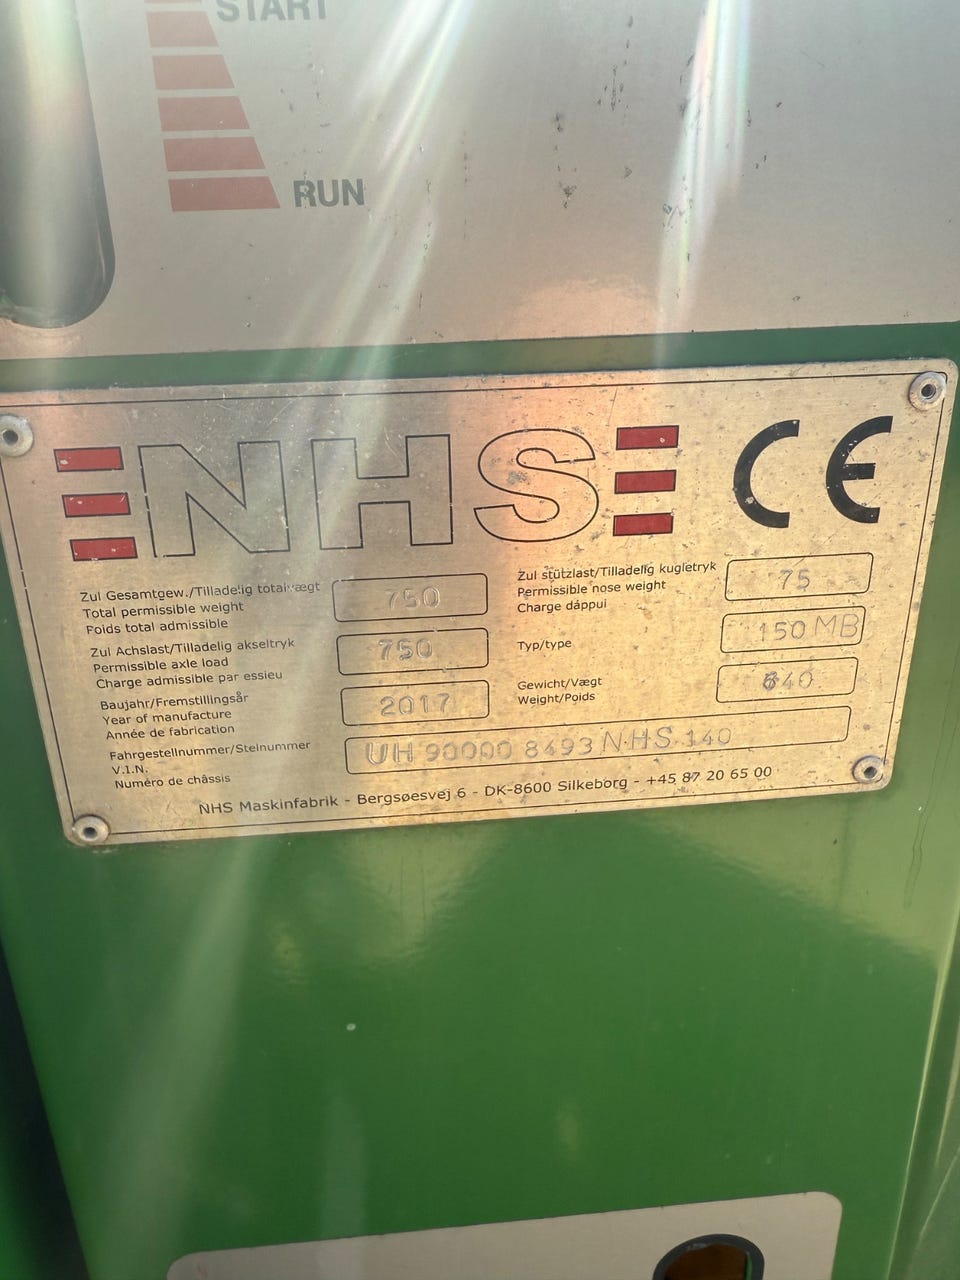 START
RUN
NHS CE
Zul Gesamtgew./Tilladelig totalvægt
Total permissible weight
Foids total admissible
750
Zul stützlast/Tilladelig kugletryk
Permissible nose weight
Charge dáppui
75
Zul Achslast/Tilladelig akseltryk
Permissible axle load
Charge admissible par essieu
750
Typ/type
150 MB
Baujahr/Fremstillingsår
Year of manufacture
Année de fabrication
2017
Gewicht/Vægt
Weight/Poids
640
Fahrgestellnummer/Stelnummer
V.I.N.
Numéro de châssis
UH 90000 8493 NHS 140
NHS Maskinfabrik - Bergsøesvej 6 - DK-8600 Silkeborg - +45 87 20 65 00